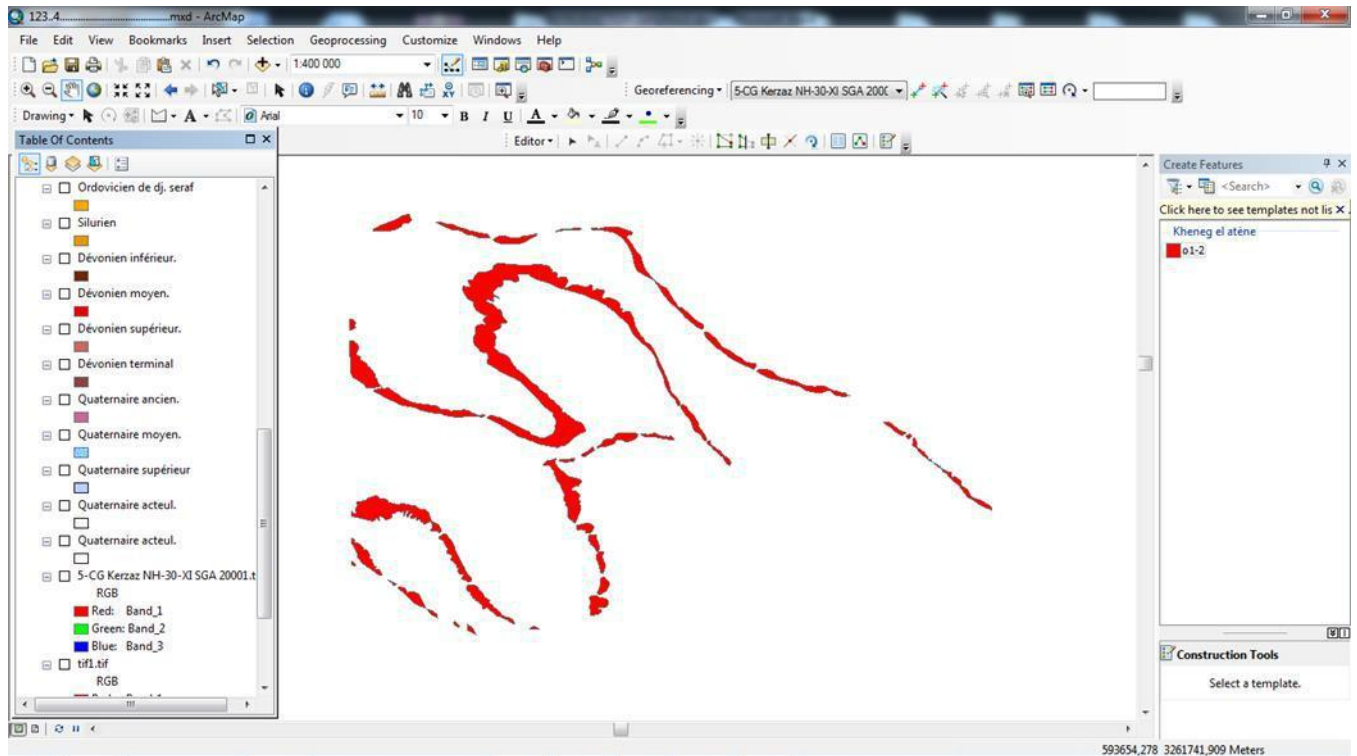 123..4.......................................mxd - ArcMap
File Edit View Bookmarks Insert Selection Geoprocessing Customize Windows Help
1:400 000
Georeferencing 5-CG Kerzaz NH-30-XI SGA 200
Drawing A Arial 10 B I U A
Table Of Contents
Editor
Create Features
<Search>
Click here to see templates not lis
Kheneg el atène
o1-2
Ordovicien de dj. seraf
Silurien
Dévonien inférieur.
Dévonien moyen.
Dévonien supérieur.
Dévonien terminal
Quaternaire ancien.
Quaternaire moyen.
Quaternaire supérieur
Quaternaire acteul.
Quaternaire acteul.
5-CG Kerzaz NH-30-XI SGA 20001.t
RGB
Red: Band_1
Green: Band_2
Blue: Band_3
tif1.tif
RGB
Construction Tools
Select a template.
593654,278 3261741,909 Meters